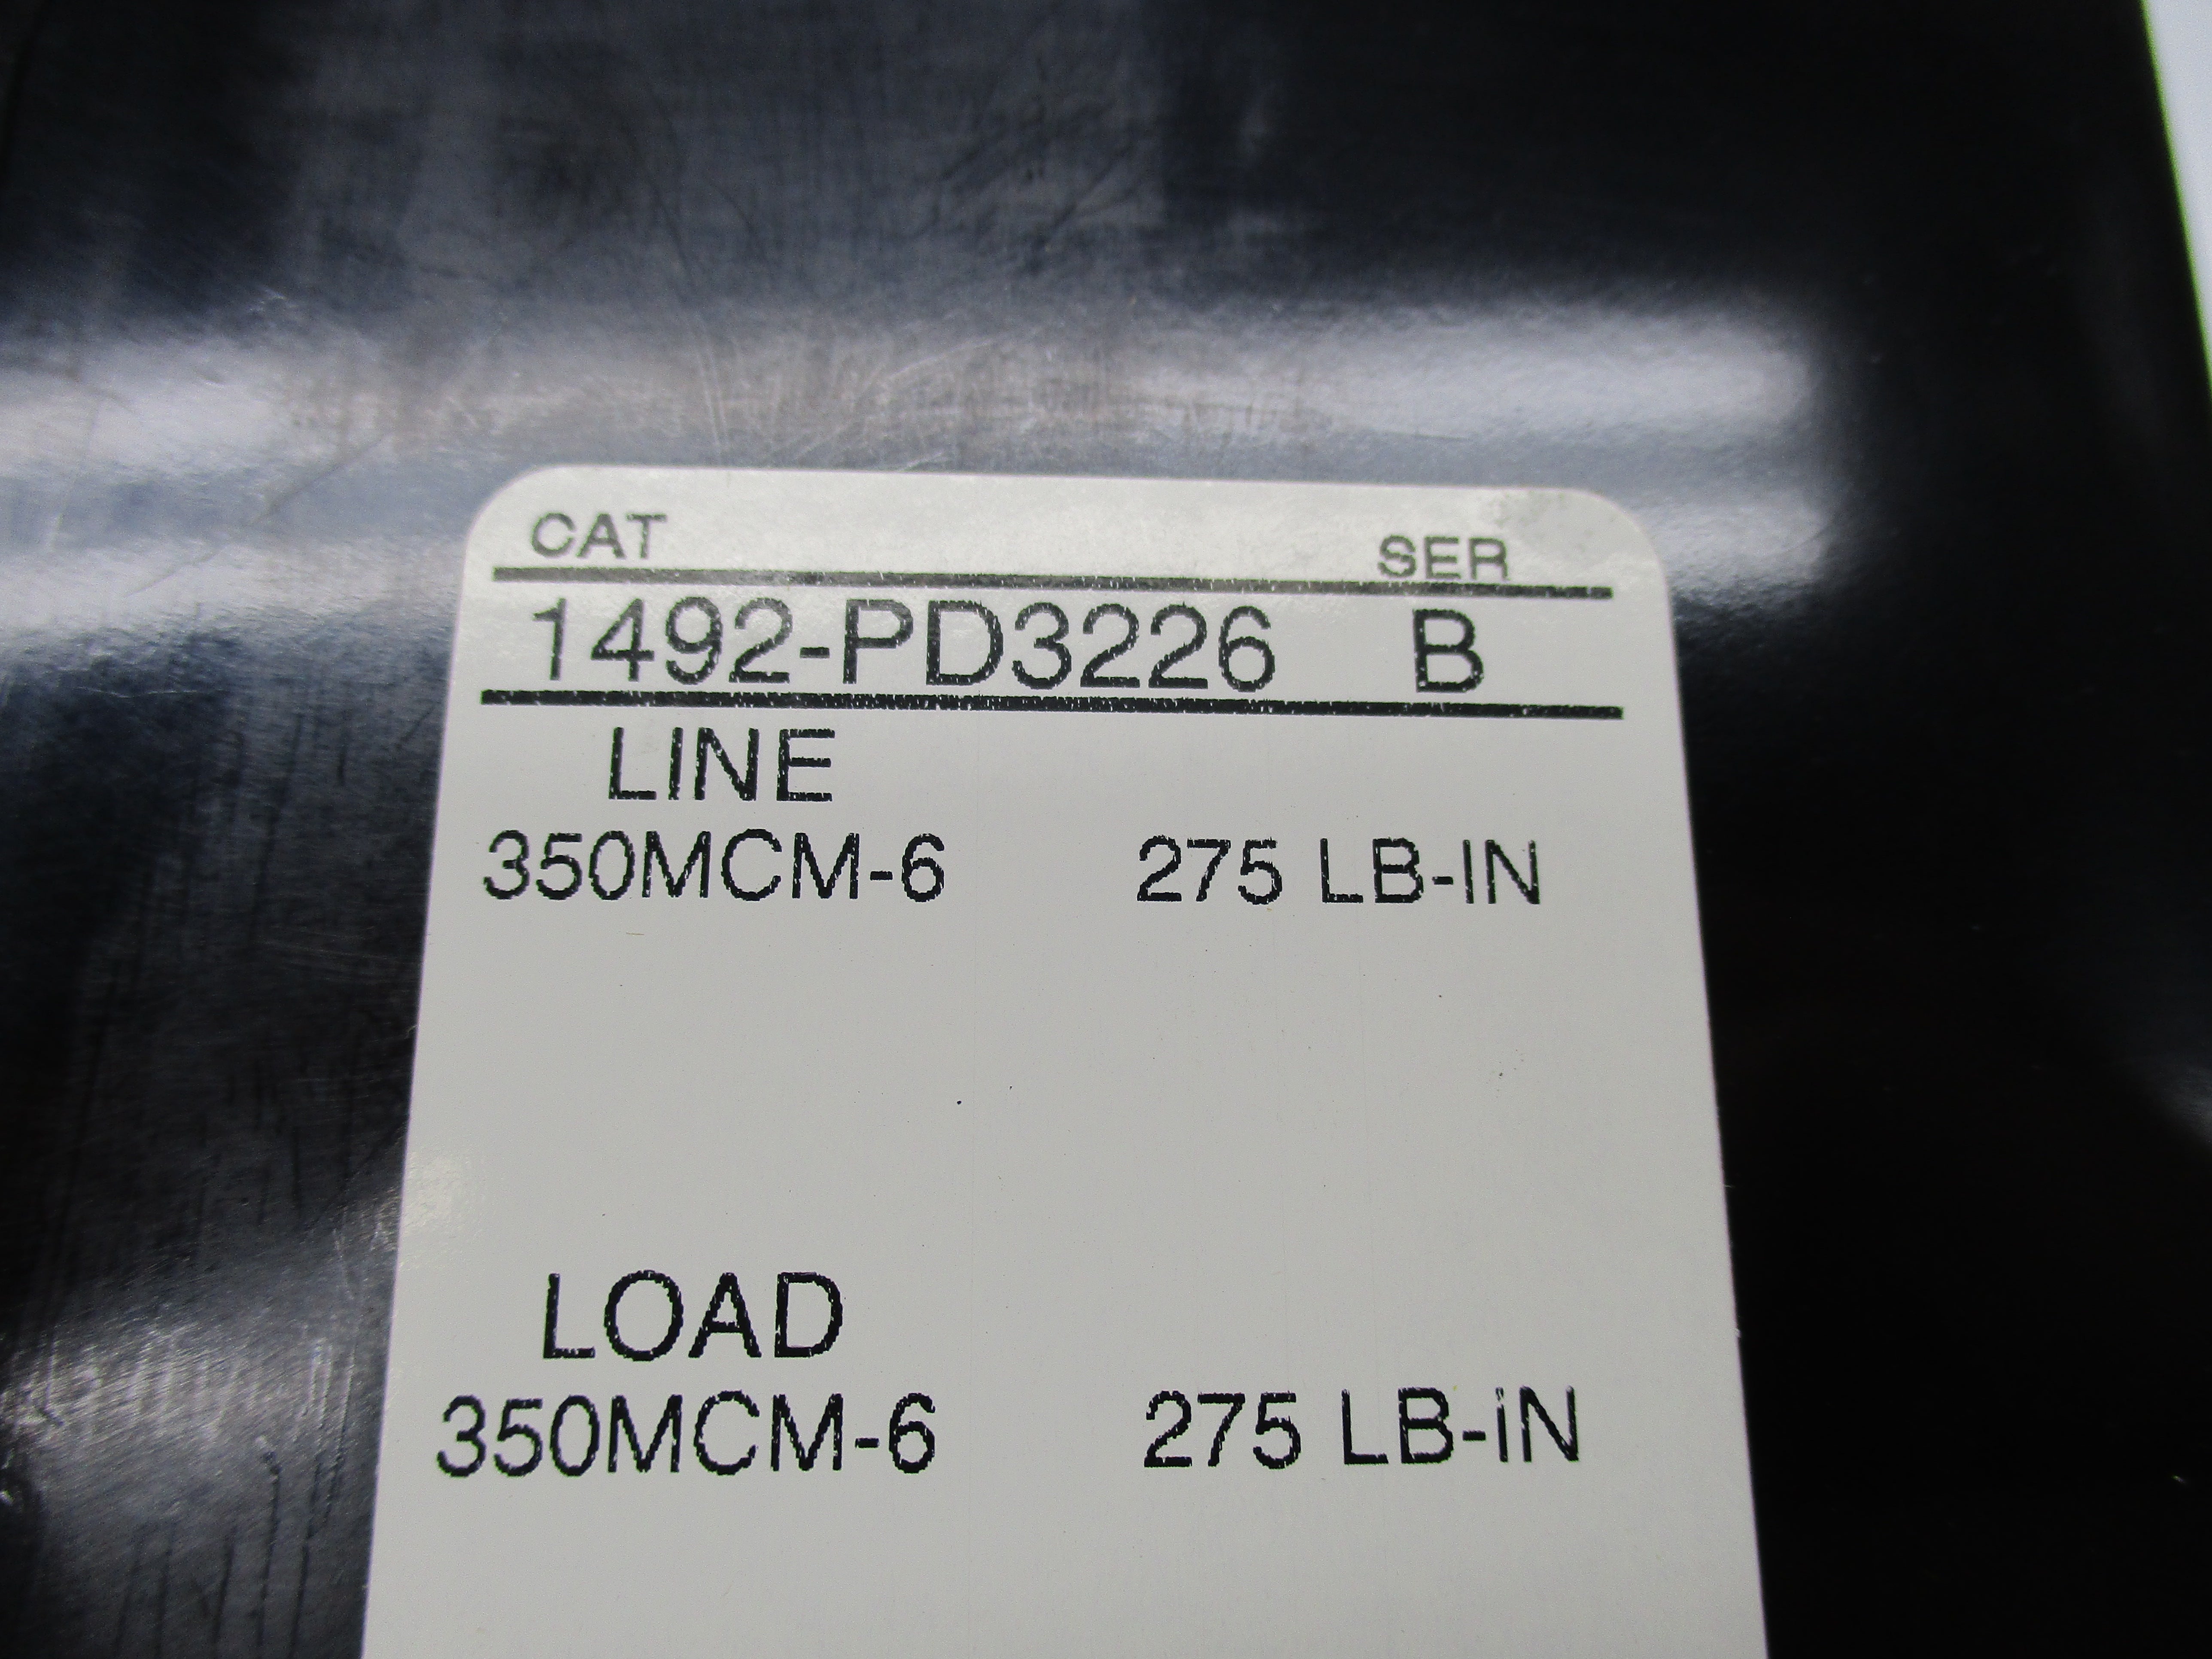 CAT SER
1492-PD3226 B
LINE
350MCM-6 275 LB-IN
LOAD
350MCM-6 275 LB-IN